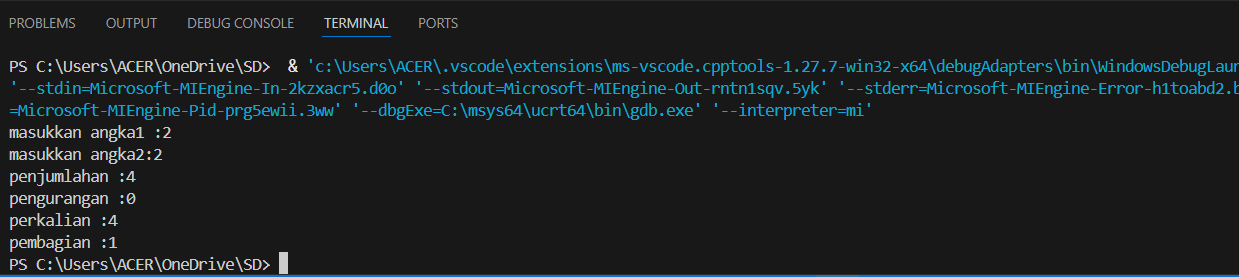 PROBLEMS OUTPUT DEBUG CONSOLE TERMINAL PORTS
PS C:\Users\ACER\OneDrive\SD>  & 'c:\Users\ACER\.vscode\extensions\ms-vscode.cpptools-1.27.7-win32-x64\debugAdapters\bin\WindowsDebugLaun
'--stdin=Microsoft-MIEngine-In-2kzxacr5.d0o' '--stdout=Microsoft-MIEngine-Out-rntn1sqv.5yk' '--stderr=Microsoft-MIEngine-Error-h1toabd2.b
=Microsoft-MIEngine-Pid-prg5ewii.3ww' '--dbgExe=C:\msys64\ucrt64\bin\gdb.exe' '--interpreter=mi'
masukkan angka1 :2
masukkan angka2:2
penjumlahan :4
pengurangan :0
perkalian :4
pembagian :1
PS C:\Users\ACER\OneDrive\SD>